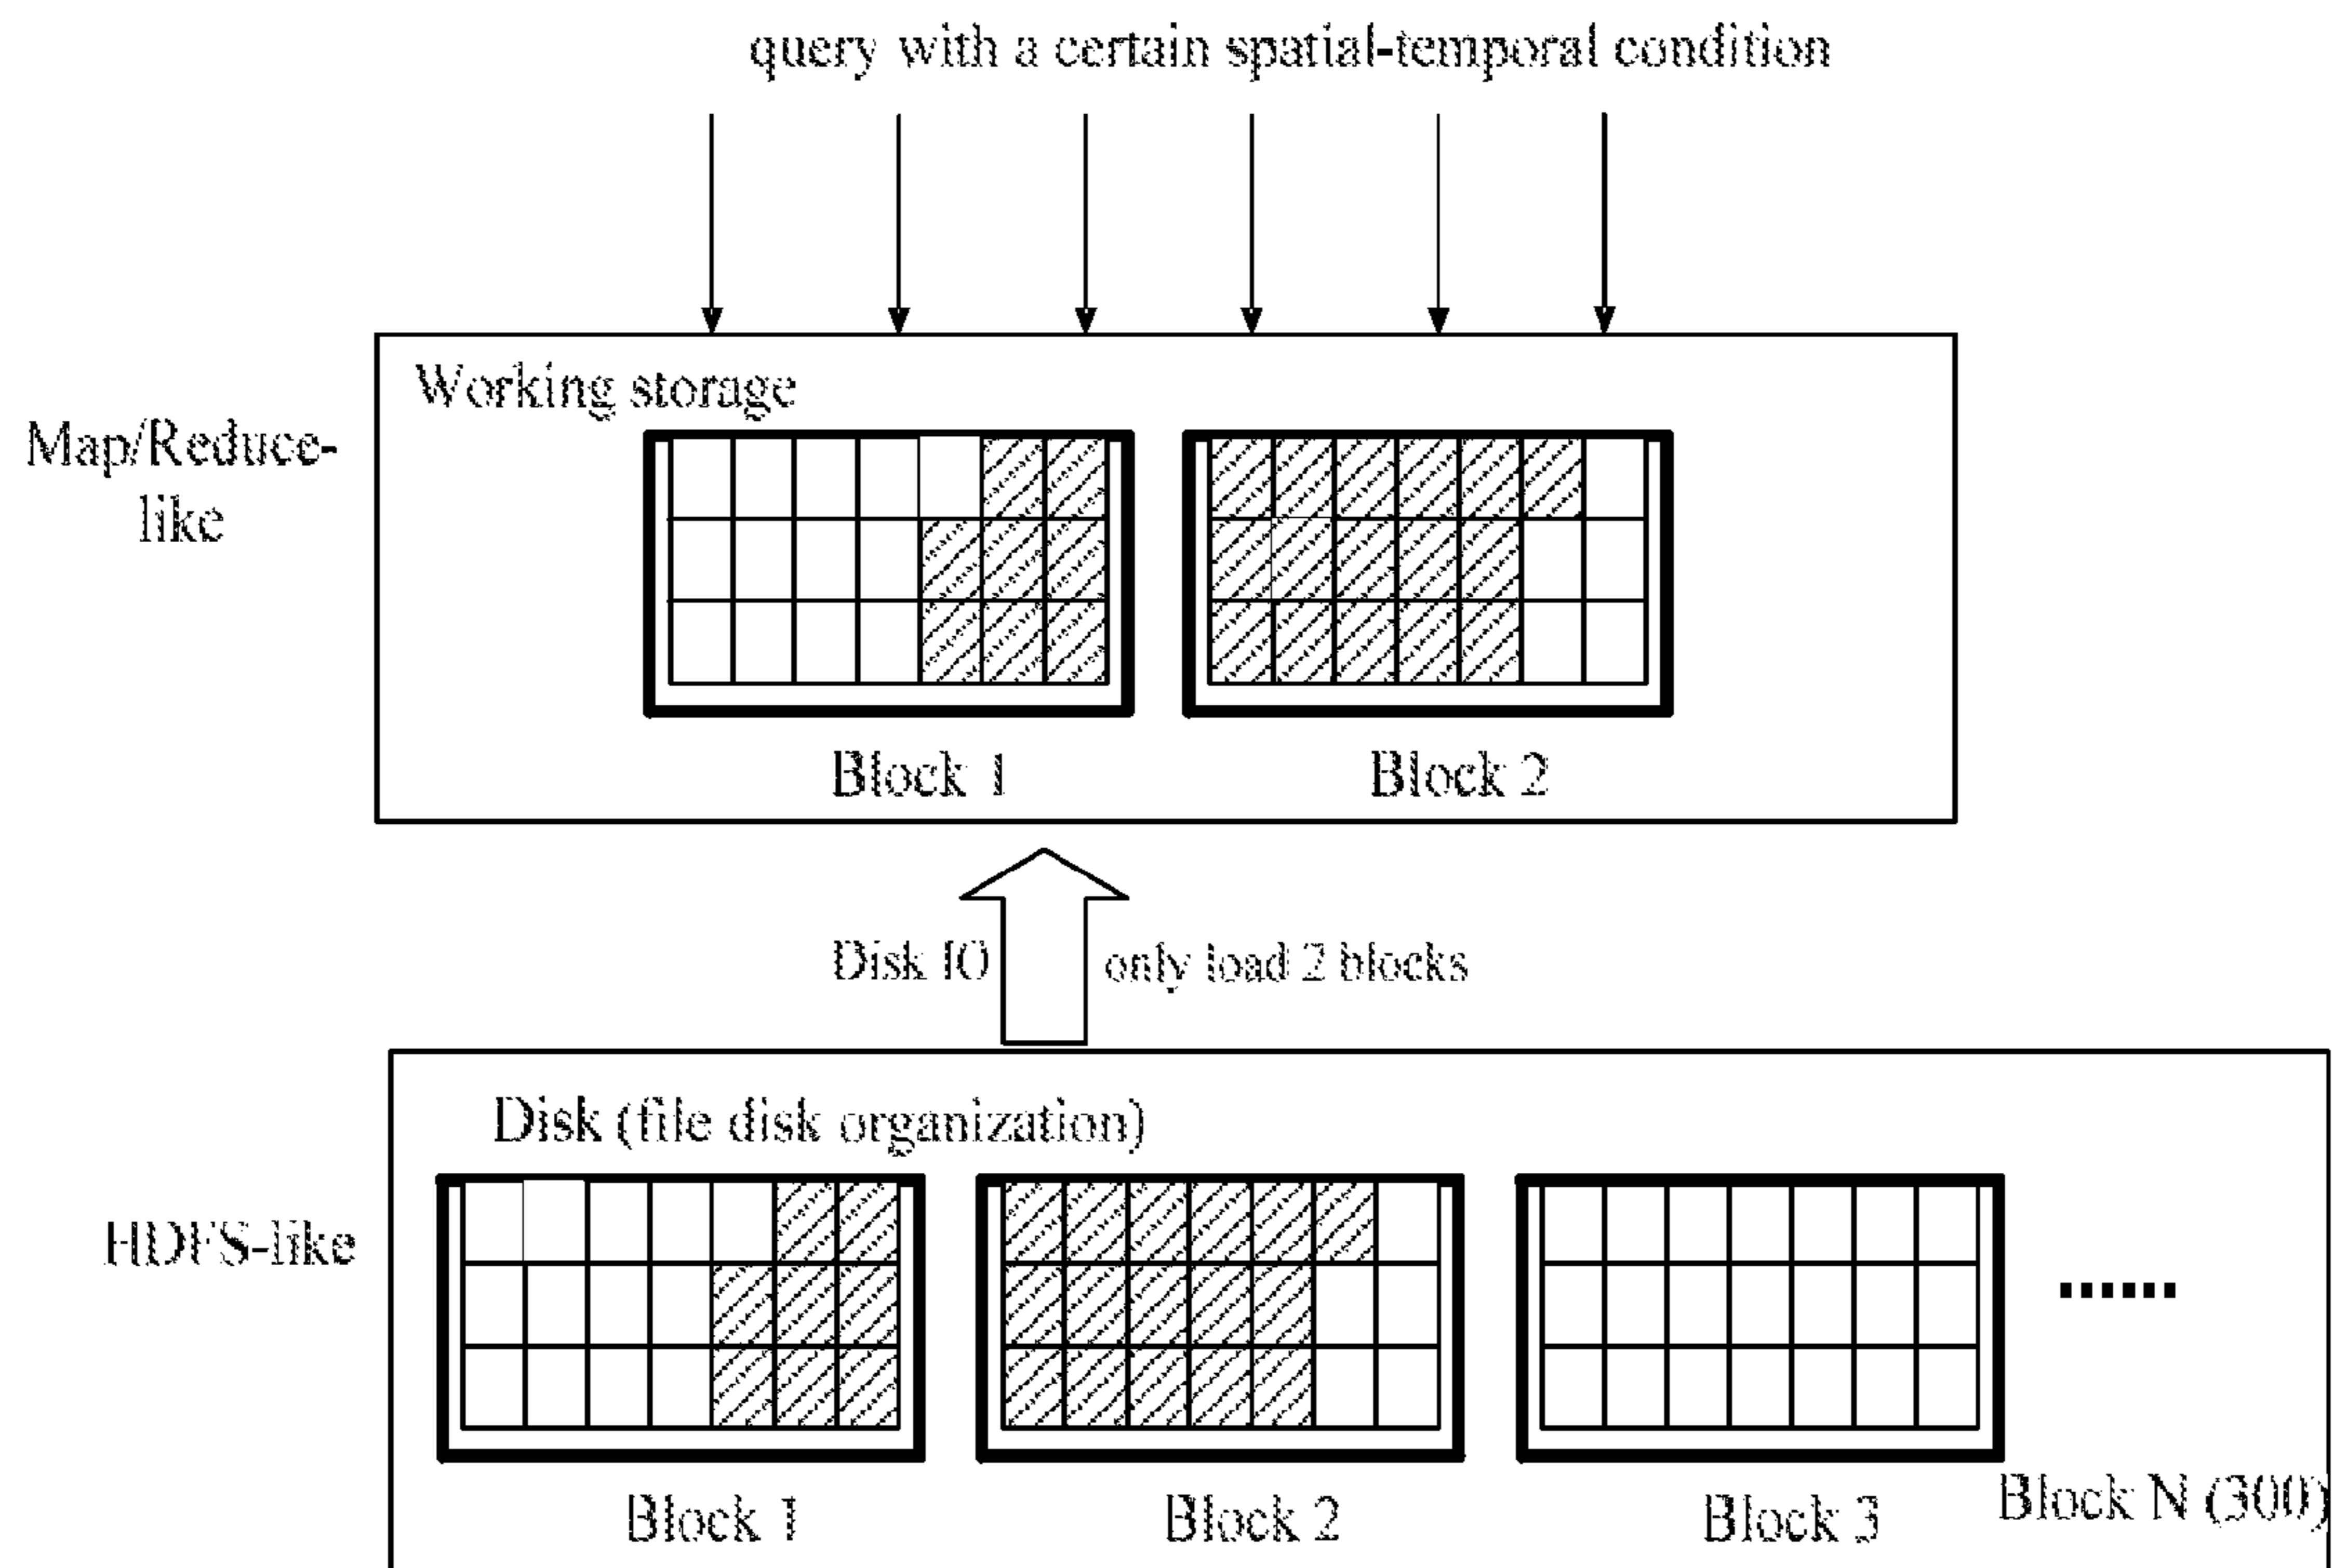 query with a certain spatial-temporal condition
Working storage
Map/Reduce-
like
Block 1
Block 2
Disk IO
only load 2 blocks
Disk (file disk organization)
HDFS-like
......
Block 1
Block 2
Block 3
Block N (300)